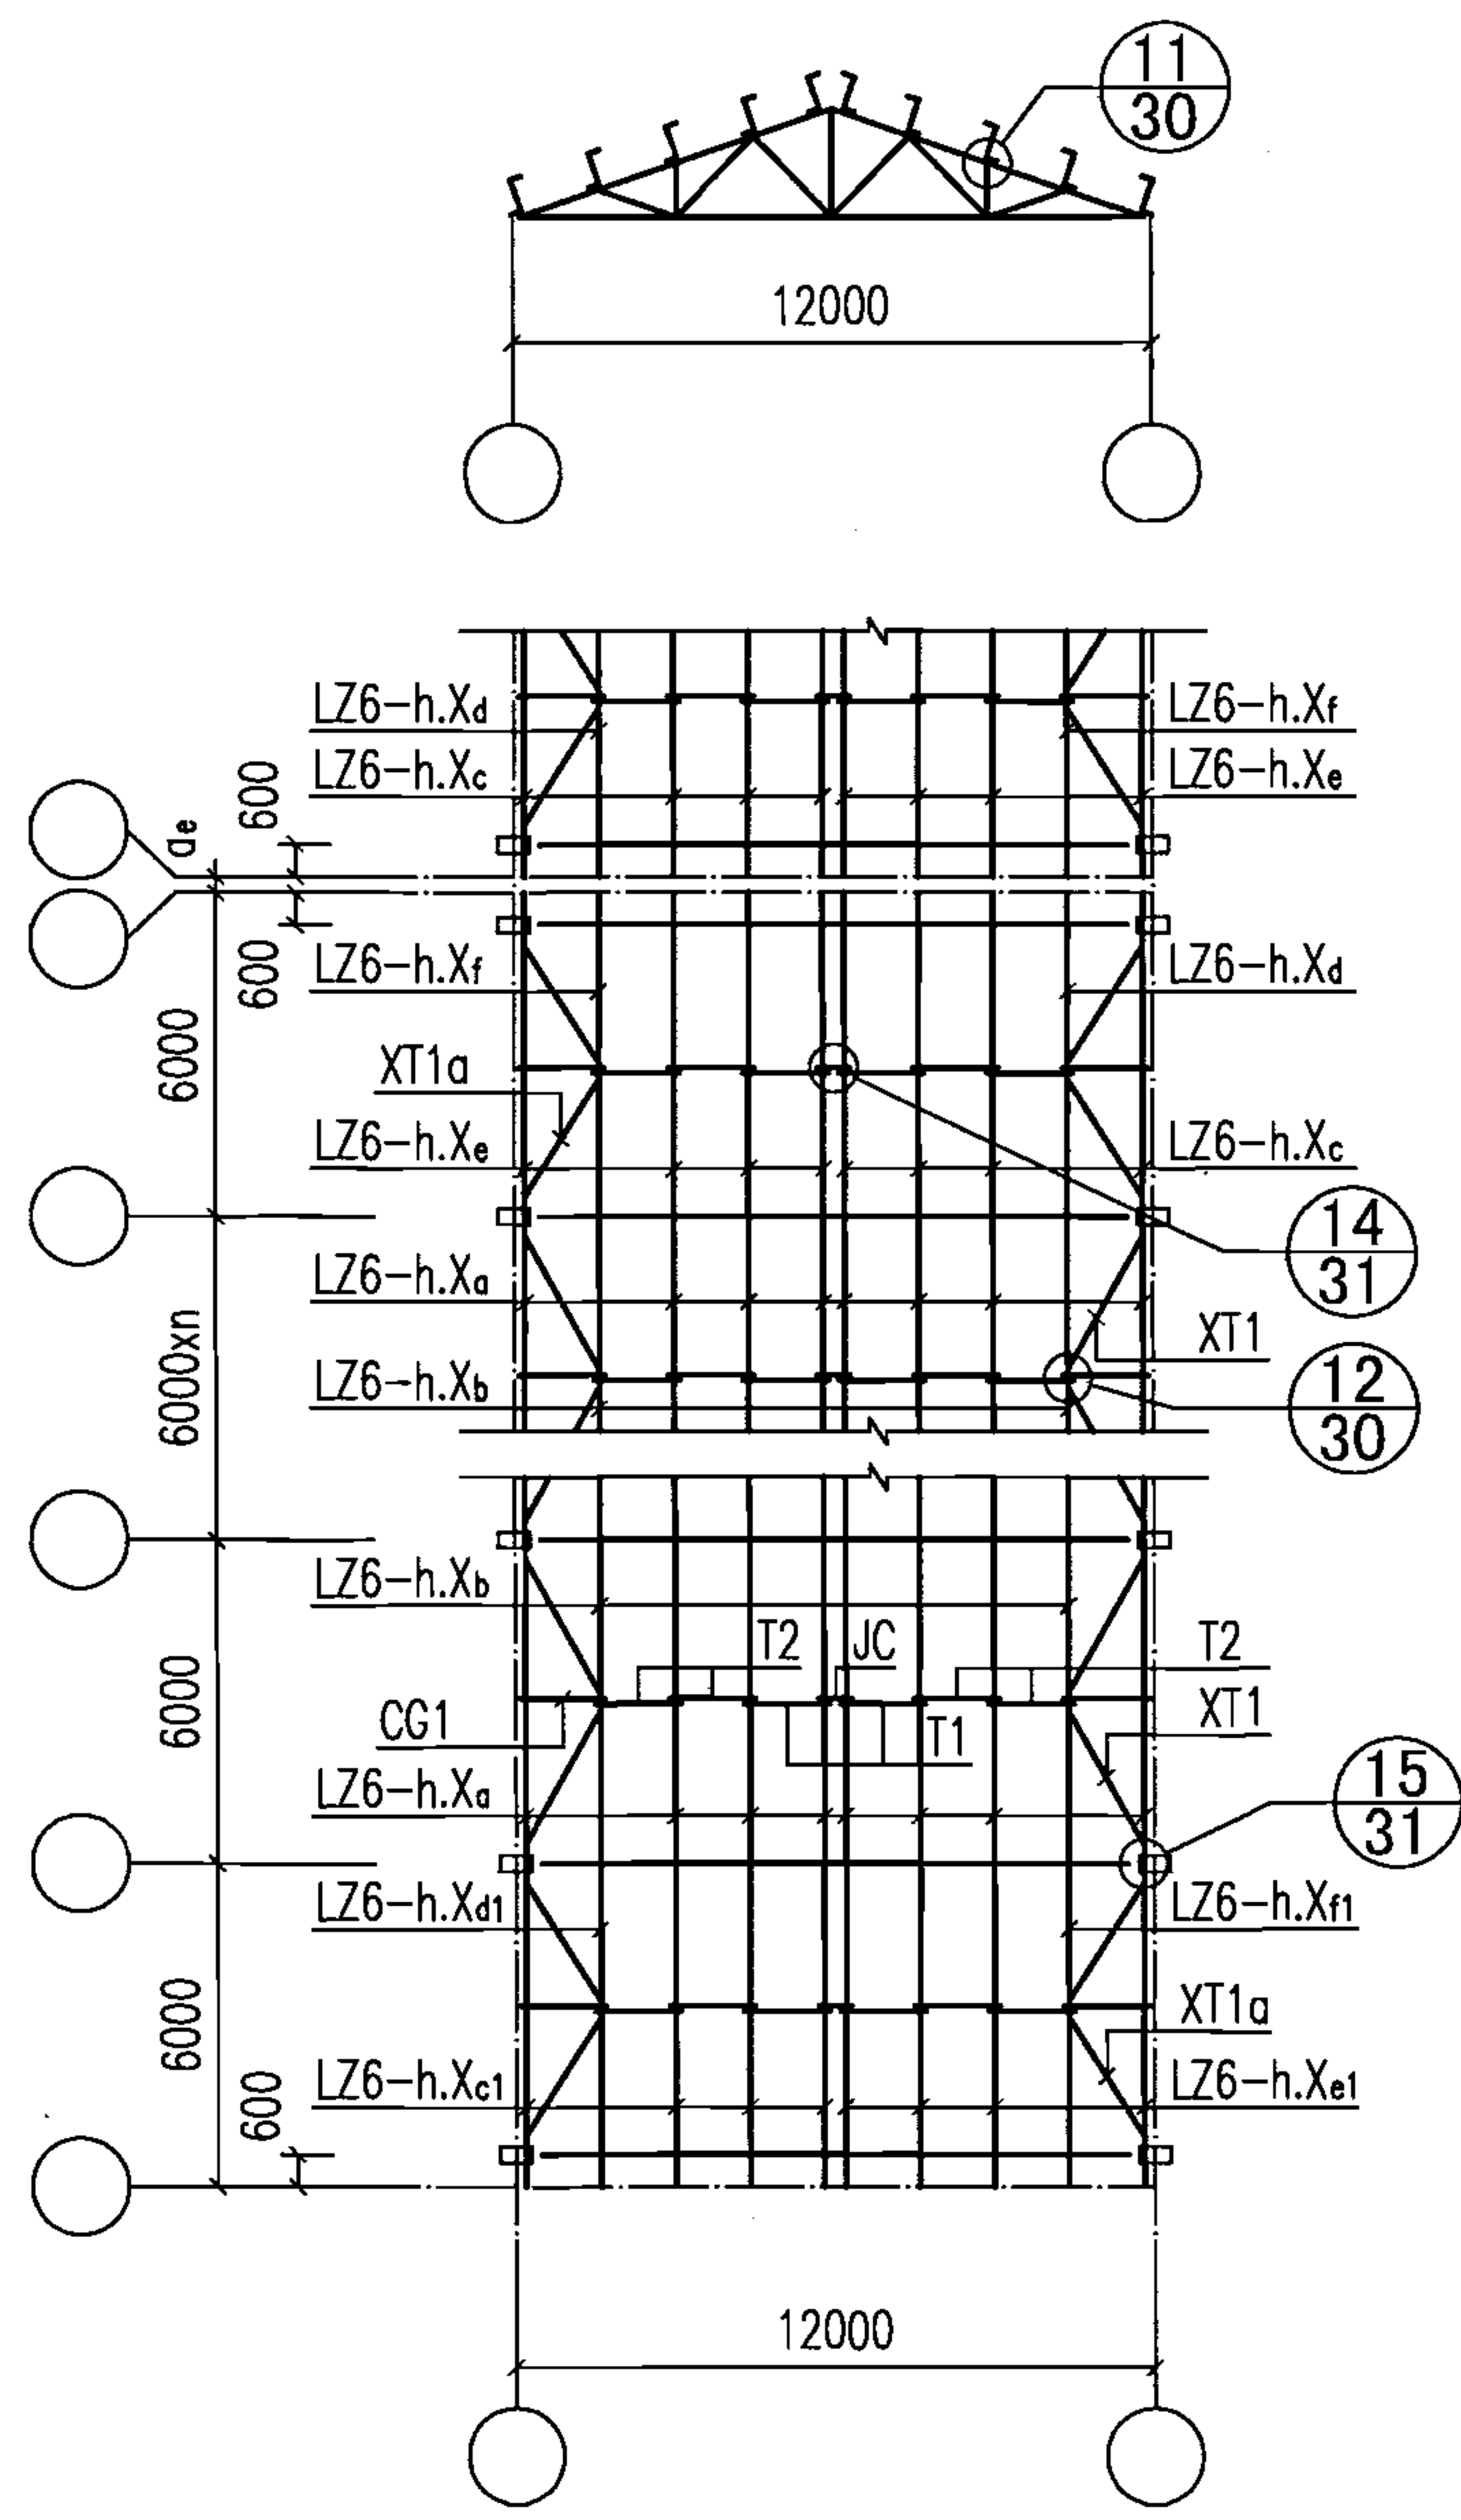 11
30
12000
LZ6-h.Xd
LZ6-h.Xf
LZ6-h.Xc
LZ6-h.Xe
600
ae
600
LZ6-h.Xf
LZ6-h.Xd
6000
XT1a
LZ6-h.Xe
LZ6-h.Xc
14
31
LZ6-h.Xa
XT1
6000xn
LZ6-h.Xb
12
30
LZ6-h.Xb
T2
JC
T2
6000
CG1
XT1
T1
LZ6-h.Xa
15
31
LZ6-h.Xd1
LZ6-h.Xf1
6000
XT1a
LZ6-h.Xc1
LZ6-h.Xe1
600
12000